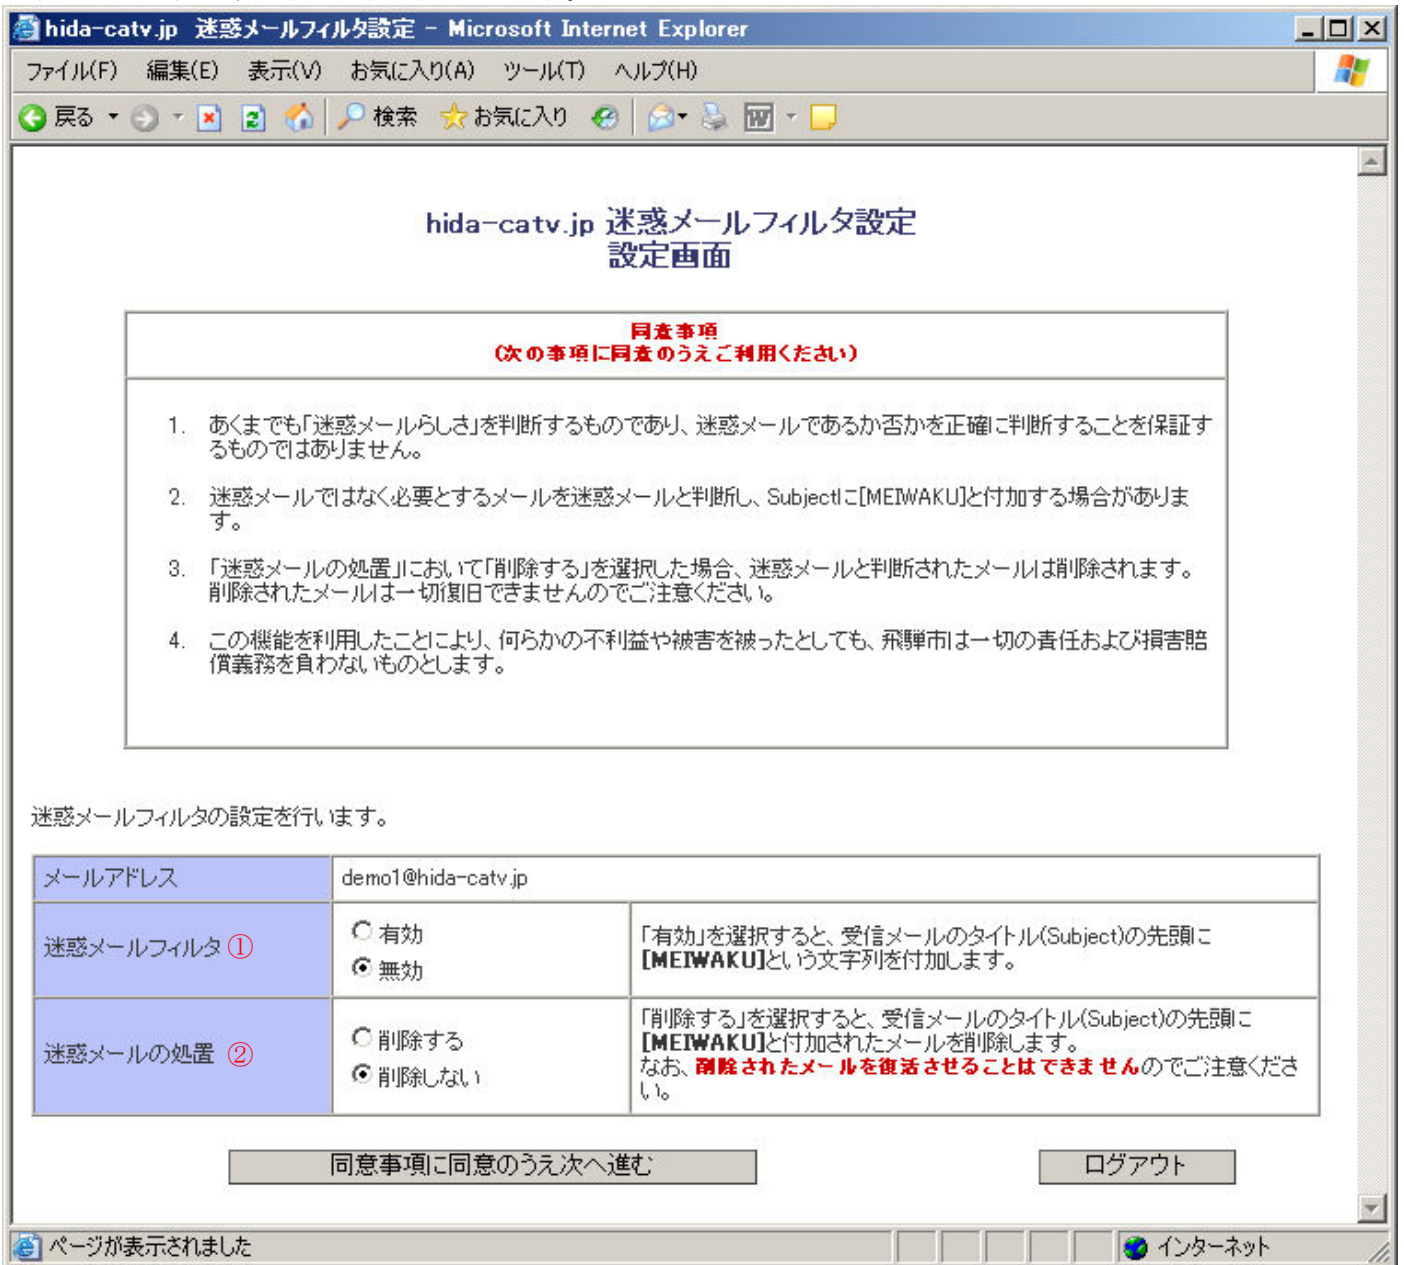 hida-catv.jp 迷惑メールフィルタ設定 - Microsoft Internet Explorer
ファイル(F) 編集(E) 表示(V) お気に入り(A) ツール(T) ヘルプ(H)
戻る 検索 お気に入り
hida-catv.jp 迷惑メールフィルタ設定
設定画面
同意事項
(次の事項に同意のうえご利用ください)
1. あくまでも「迷惑メールらしさ」を判断するものであり、迷惑メールであるか否かを正確に判断することを保証す
るものではありません。
2. 迷惑メールではなく必要とするメールを迷惑メールと判断し、Subjectに[MEIWAKU]と付加する場合がありま
す。
3. 「迷惑メールの処置」において「削除する」を選択した場合、迷惑メールと判断されたメールは削除されます。
削除されたメールは一切復旧できませんのでご注意ください。
4. この機能を利用したことにより、何らかの不利益や被害を被ったとしても、飛騨市は一切の責任および損害賠
償義務を負わないものとします。
迷惑メールフィルタの設定を行います。
メールアドレス demo1@hida-catv.jp
迷惑メールフィルタ ①
有効
無効
「有効」を選択すると、受信メールのタイトル(Subject)の先頭に
[MEIWAKU]という文字列を付加します。
迷惑メールの処置 ②
削除する
削除しない
「削除する」を選択すると、受信メールのタイトル(Subject)の先頭に
[MEIWAKU]と付加されたメールを削除します。
なお、削除されたメールを復活させることはできませんのでご注意くださ
い。
同意事項に同意のうえ次へ進む ログアウト
ページが表示されました インターネット